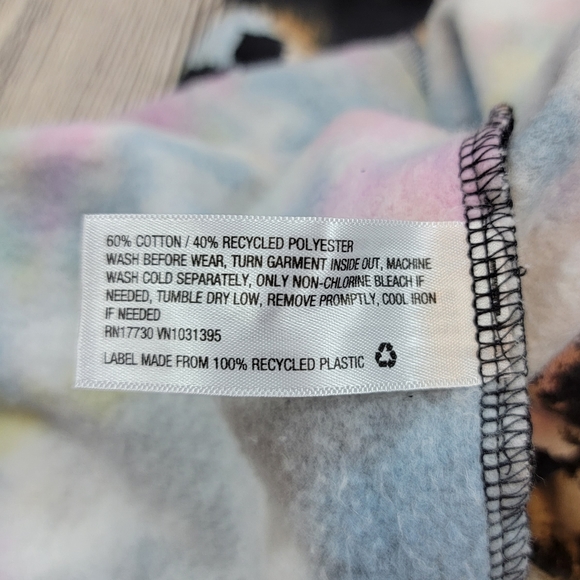 60% COTTON / 40% RECYCLED POLYESTER
WASH BEFORE WEAR, TURN GARMENT INSIDE OUT, MACHINE
WASH COLD SEPARATELY, ONLY NON-CHLORINE BLEACH IF
NEEDED, TUMBLE DRY LOW, REMOVE PROMPTLY, COOL IRON
IF NEEDED
RN17730 VN1031395
LABEL MADE FROM 100% RECYCLED PLASTIC